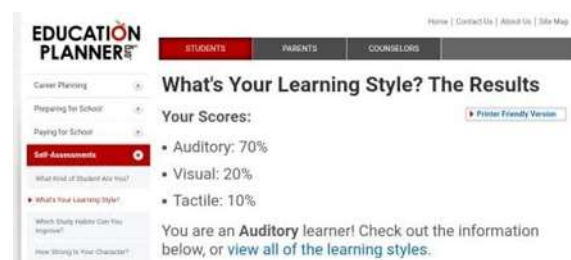 Home | Contact Us | About Us | Site Map
EDUCATION
PLANNER.org
STUDENTS PARENTS COUNSELORS
Career Planning
Preparing for School
Paying for School
Self-Assessments
What Kind of Student Are You?
What's Your Learning Style?
Which Study Habits Can You
Improve?
How Strong Is Your Character?
What's Your Learning Style? The Results
Your Scores:
Printer Friendly Version
• Auditory: 70%
• Visual: 20%
• Tactile: 10%
You are an Auditory learner! Check out the information
below, or view all of the learning styles.